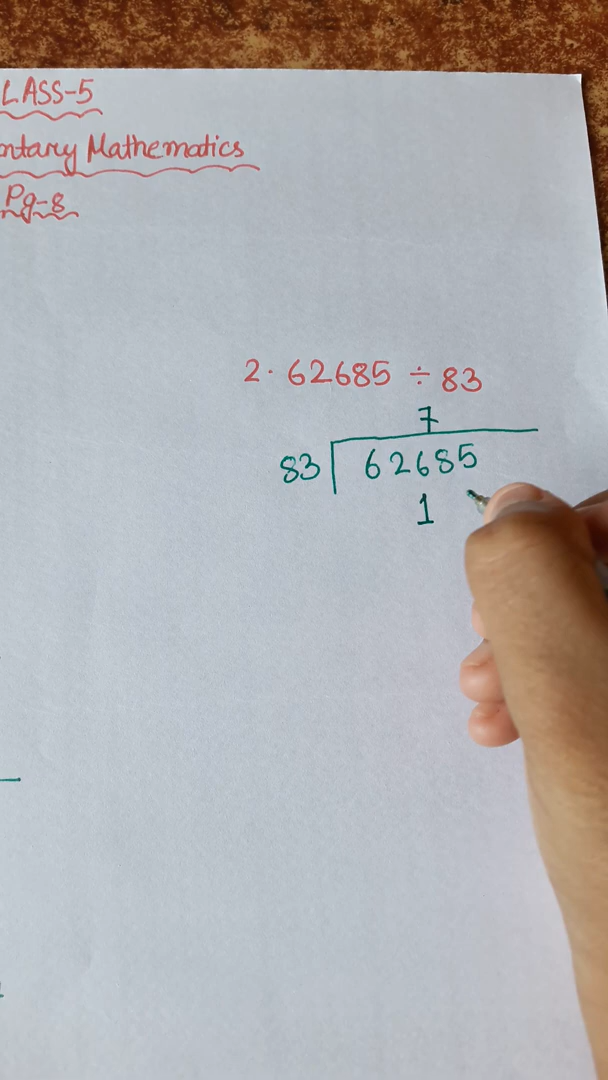 LASS-5
ntary Mathematics
Pg-8
2. 62685 ÷ 83
7
83 62685
1